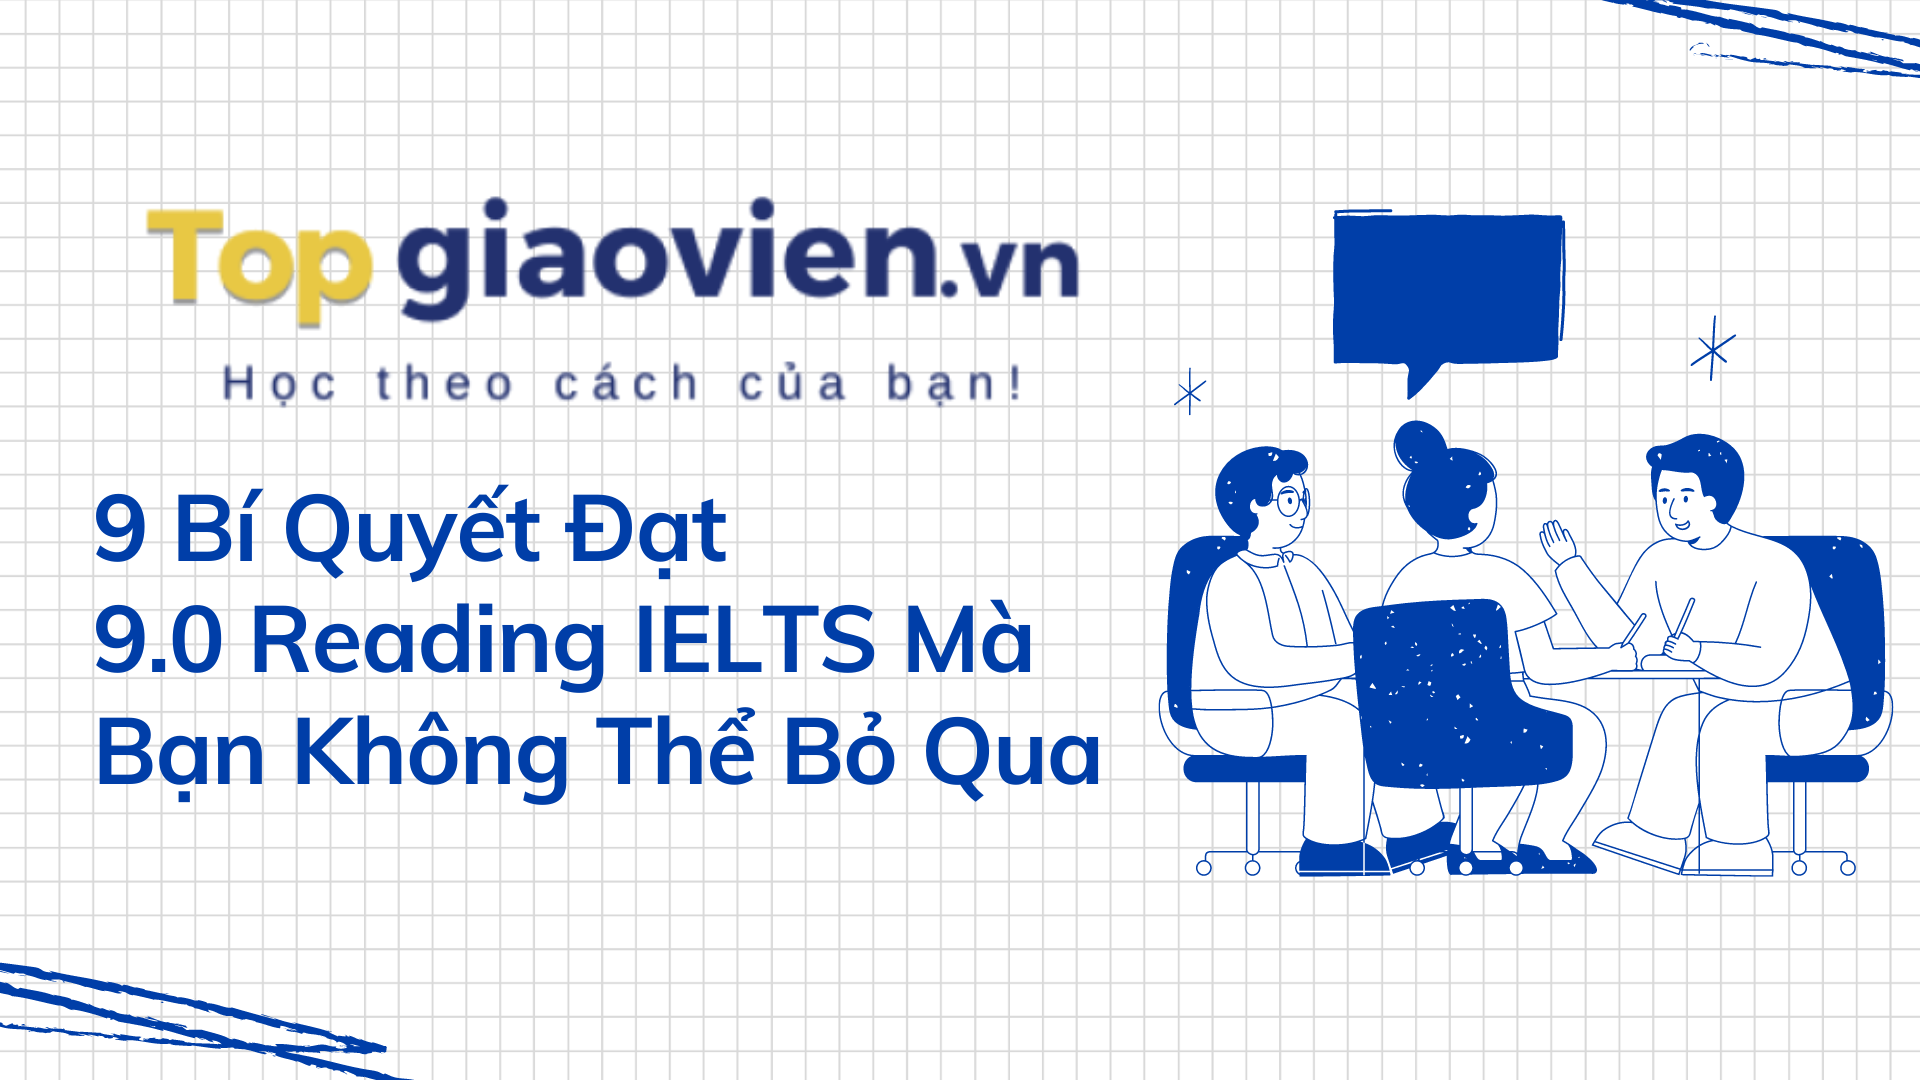 Top giaovien.vn
Học theo cách của bạn!
9 Bí Quyết Đạt
9.0 Reading IELTS Mà
Bạn Không Thể Bỏ Qua